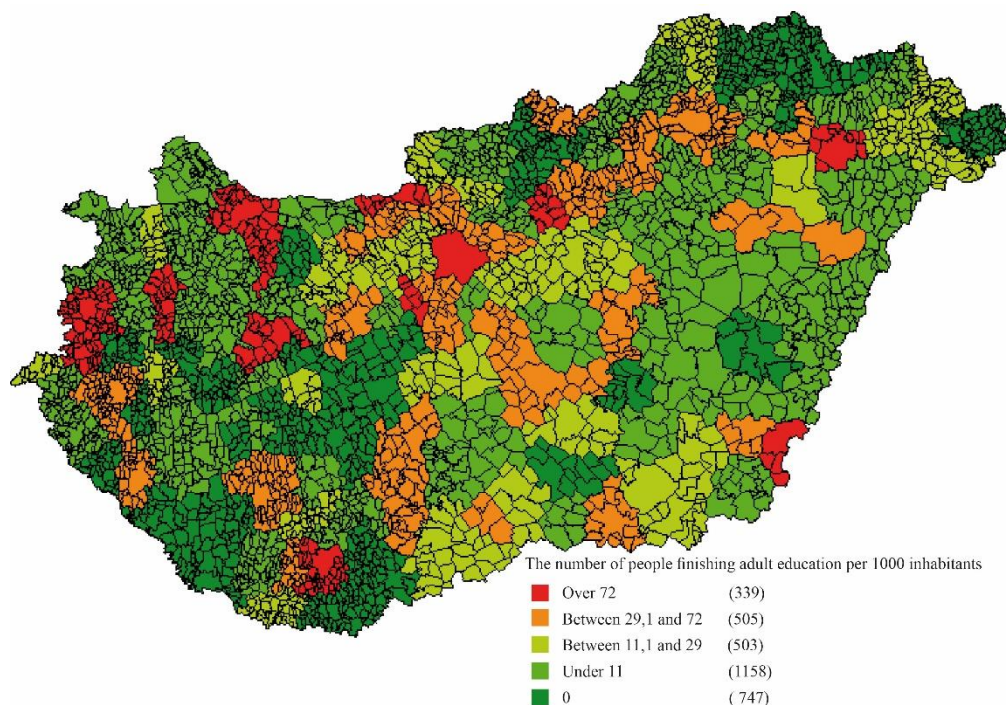 The number of people finishing adult education per 1000 inhabitants
Over 72 (339)
Between 29,1 and 72 (505)
Between 11,1 and 29 (503)
Under 11 (1158)
0 ( 747)